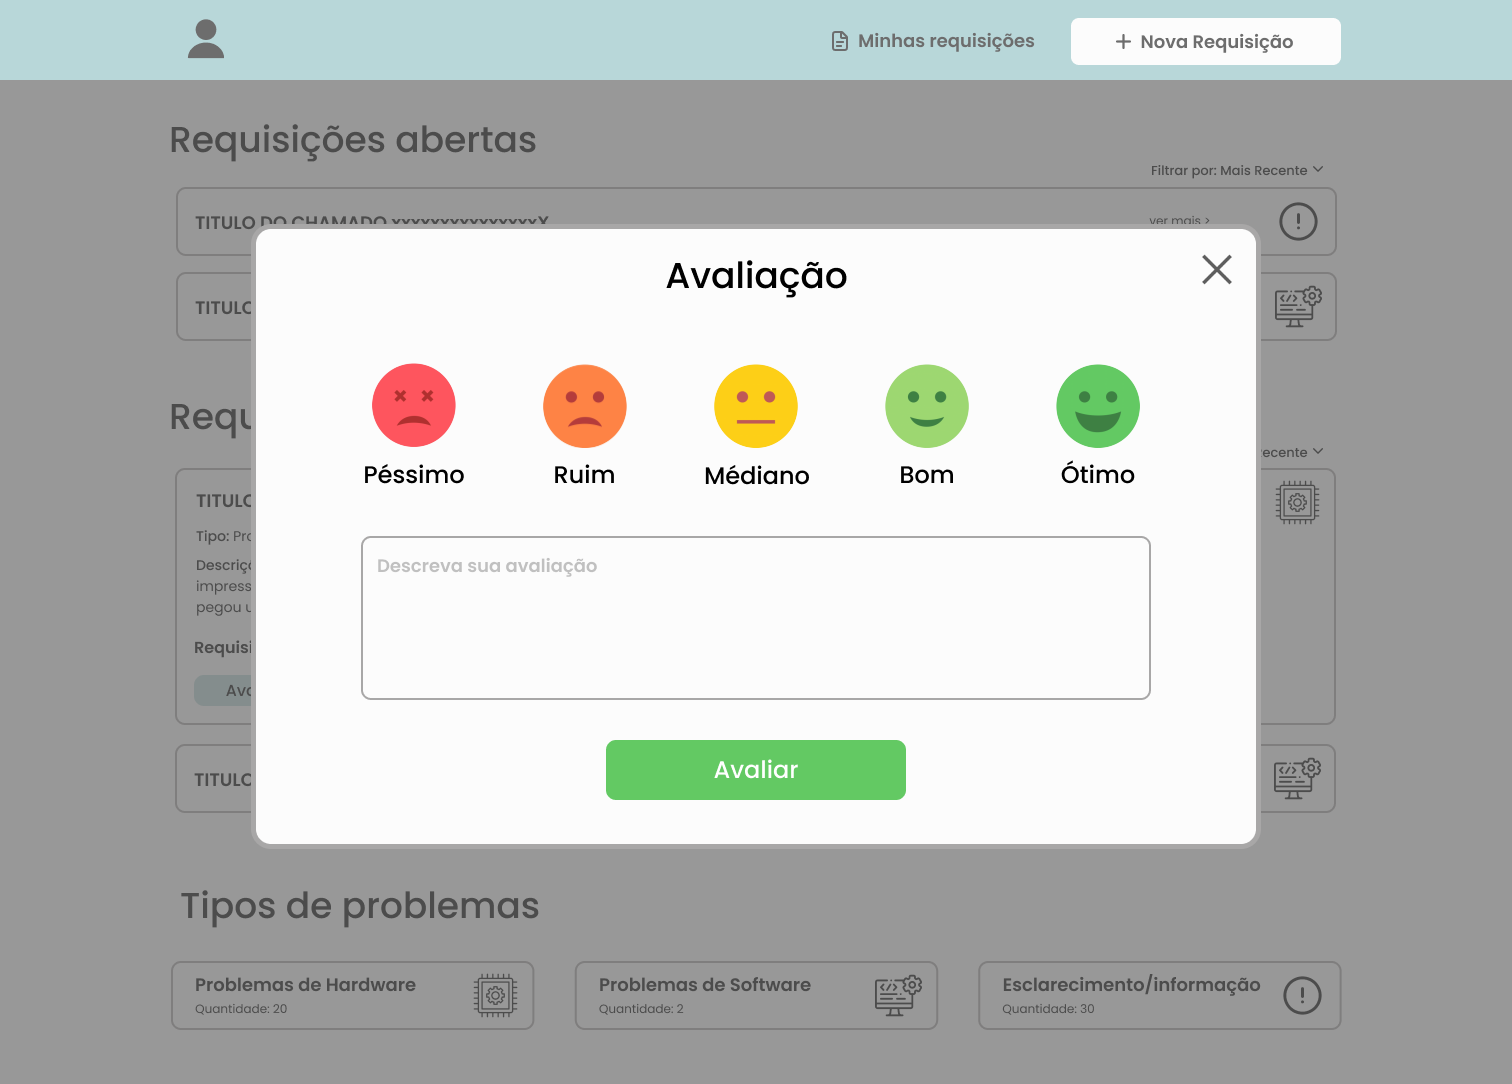 Minhas requisições
+ Nova Requisição
Requisições abertas
Filtrar por: Mais Recente
TITULO DO CHAMADO xxxxxxxxxxxxxxxX
ver mais >
Avaliação
TITULO
Péssimo
Ruim
Médiano
Bom
Ótimo
Requ
ecente
TITULO
Tipo: Pro
Descriç
impress
pegou u
Requisi
Descreva sua avaliação
Ava
Avaliar
TITULO
Tipos de problemas
Problemas de Hardware
Quantidade: 20
Problemas de Software
Quantidade: 2
Esclarecimento/informação
Quantidade: 30